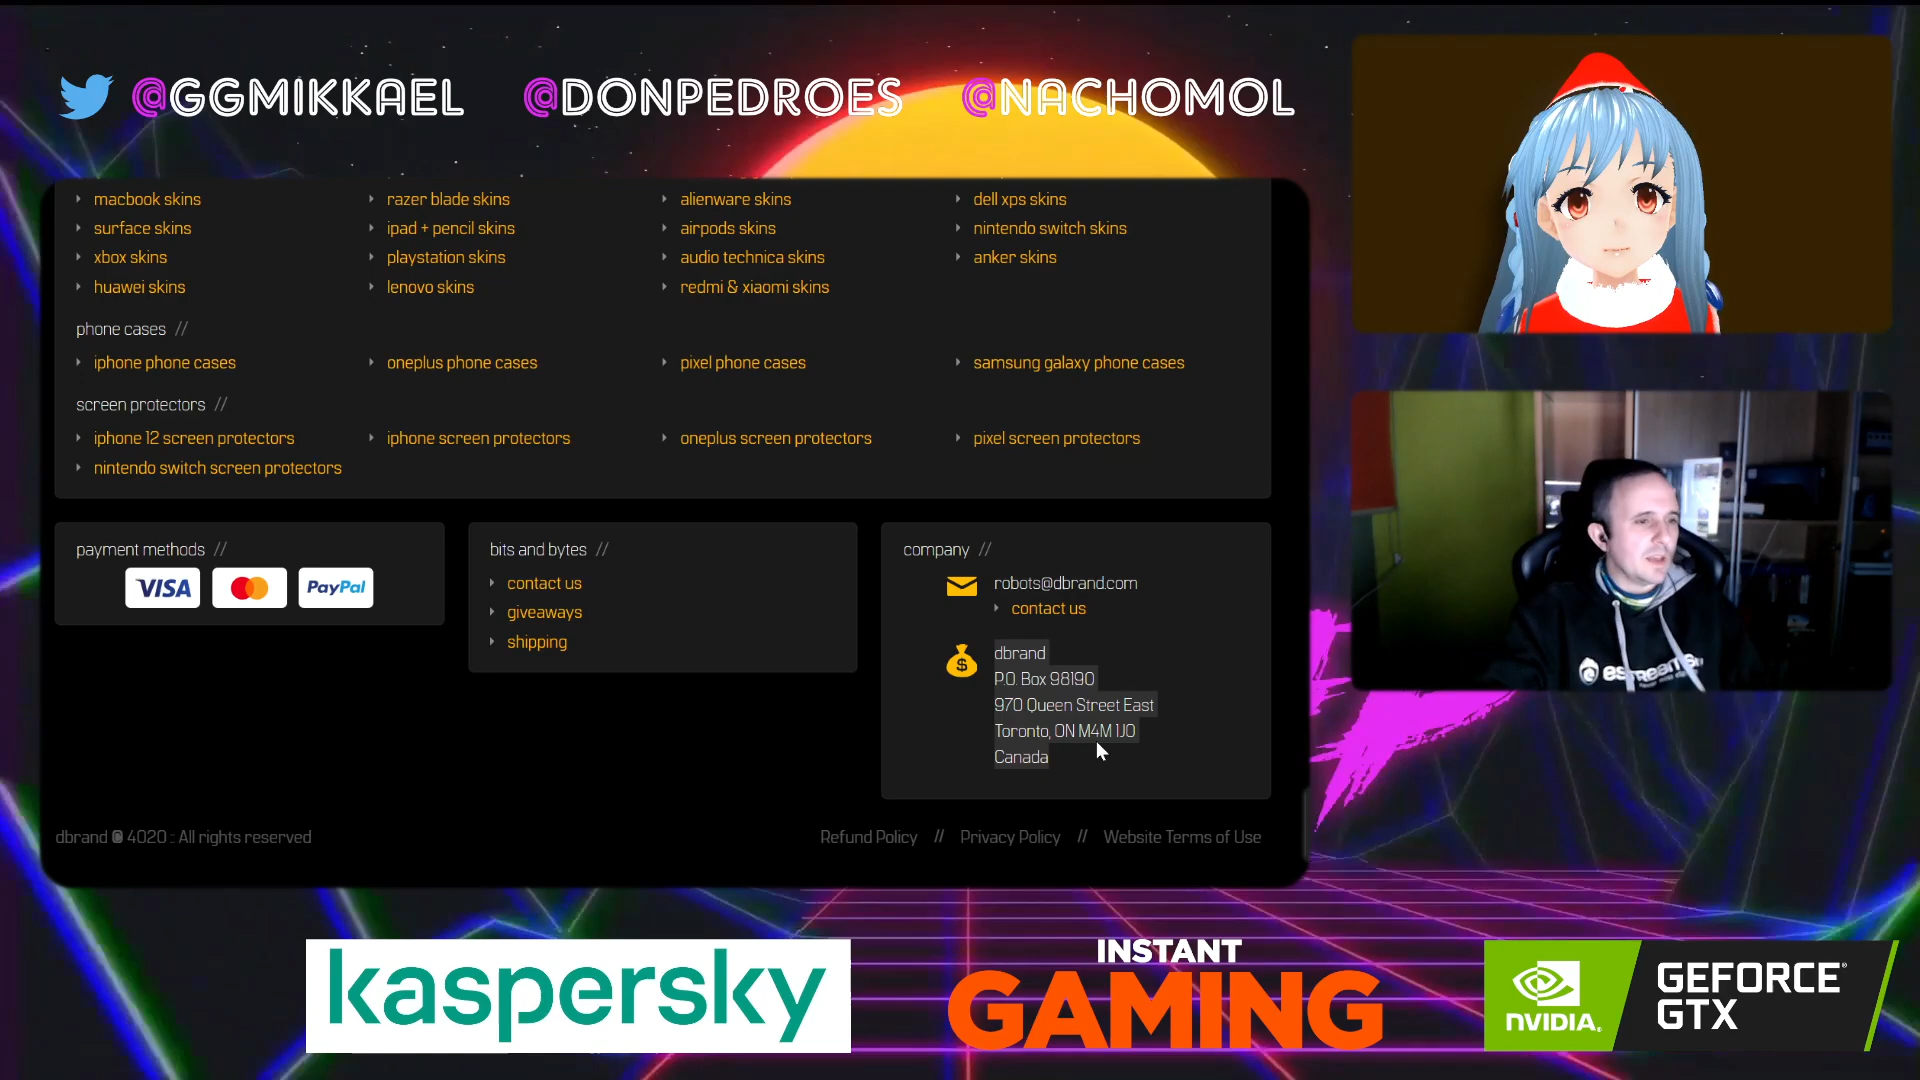 @GGMIKKAEL @DONPEDROES @NACHOMOL
macbook skins razer blade skins alienware skins dell xps skins
surface skins ipad + pencil skins airpods skins nintendo switch skins
xbox skins playstation skins audio technica skins anker skins
huawei skins lenovo skins redmi & xiaomi skins
phone cases //
iphone phone cases oneplus phone cases pixel phone cases samsung galaxy phone cases
screen protectors //
iphone 12 screen protectors iphone screen protectors oneplus screen protectors pixel screen protectors
nintendo switch screen protectors
payment methods //
VISA PayPal
bits and bytes //
contact us
giveaways
shipping
company //
robots@dbrand.com
contact us
dbrand
P.O. Box 98190
970 Queen Street East
Toronto, ON M4M 1J0
Canada
dbrand © 4020 :: All rights reserved
Refund Policy // Privacy Policy // Website Terms of Use
kaspersky
INSTANT
GAMING
NVIDIA.
GEFORCE®
GTX